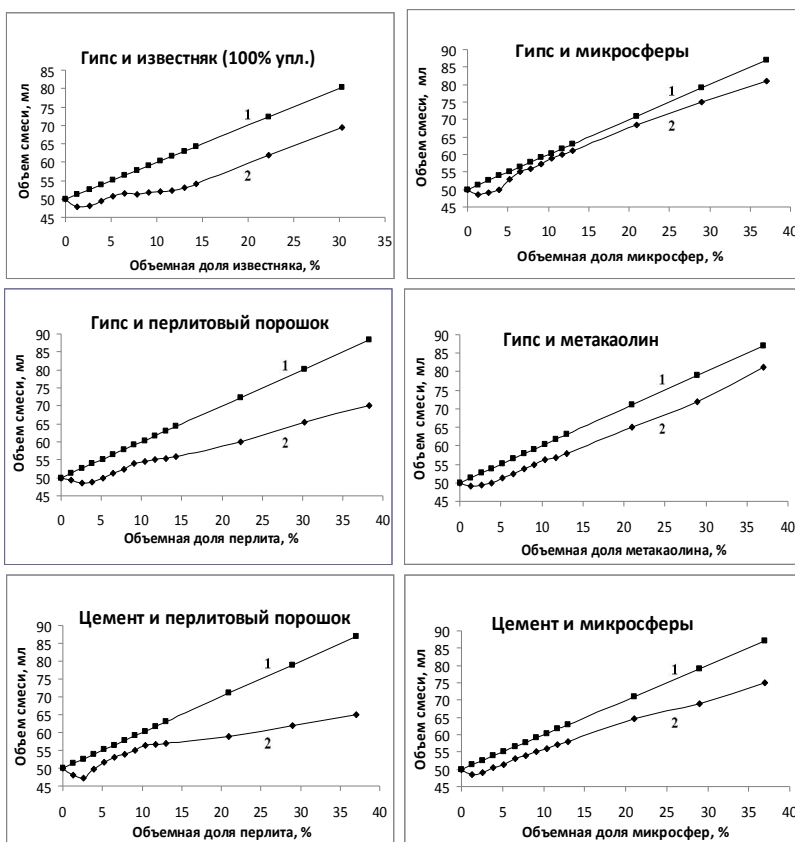 Гипс и известняк (100% упл.)
Объем смеси, мл
85
80
75
70
65
60
55
50
45
1
2
0 5 10 15 20 25 30 35
Объемная доля известняка, %
Гипс и микросферы
Объем смеси, мл
90
85
80
75
70
65
60
55
50
45
1
2
0 5 10 15 20 25 30 35 40
Объемная доля микросфер, %
Гипс и перлитовый порошок
Объем смеси, мл
90
85
80
75
70
65
60
55
50
45
1
2
0 5 10 15 20 25 30 35 40
Объемная доля перлита, %
Гипс и метакаолин
Объем смеси, мл
90
85
80
75
70
65
60
55
50
45
1
2
0 5 10 15 20 25 30 35 40
Объемная доля метакаолина, %
Цемент и перлитовый порошок
Объем смеси, мл
90
85
80
75
70
65
60
55
50
45
1
2
0 5 10 15 20 25 30 35 40
Объемная доля перлита, %
Цемент и микросферы
Объем смеси, мл
90
85
80
75
70
65
60
55
50
45
1
2
0 5 10 15 20 25 30 35 40
Объемная доля микросфер, %